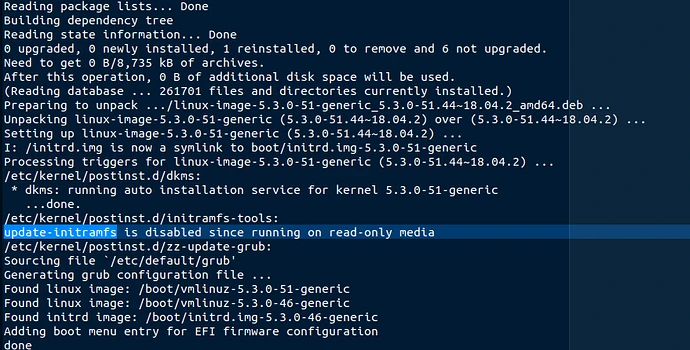 Reading package lists... Done
Building dependency tree
Reading state information... Done
0 upgraded, 0 newly installed, 1 reinstalled, 0 to remove and 6 not upgraded.
Need to get 0 B/8,735 kB of archives.
After this operation, 0 B of additional disk space will be used.
(Reading database ... 261701 files and directories currently installed.)
Preparing to unpack .../linux-image-5.3.0-51-generic_5.3.0-51.44~18.04.2_amd64.deb ...
Unpacking linux-image-5.3.0-51-generic (5.3.0-51.44~18.04.2) over (5.3.0-51.44~18.04.2) ...
Setting up linux-image-5.3.0-51-generic (5.3.0-51.44~18.04.2) ...
I: /initrd.img is now a symlink to boot/initrd.img-5.3.0-51-generic
Processing triggers for linux-image-5.3.0-51-generic (5.3.0-51.44~18.04.2) ...
/etc/kernel/postinst.d/dkms:
 * dkms: running auto installation service for kernel 5.3.0-51-generic
   ...done.
/etc/kernel/postinst.d/initramfs-tools:
update-initramfs is disabled since running on read-only media
/etc/kernel/postinst.d/zz-update-grub:
Sourcing file `/etc/default/grub'
Generating grub configuration file ...
Found linux image: /boot/vmlinuz-5.3.0-51-generic
Found linux image: /boot/vmlinuz-5.3.0-46-generic
Found initrd image: /boot/initrd.img-5.3.0-46-generic
Adding boot menu entry for EFI firmware configuration
done